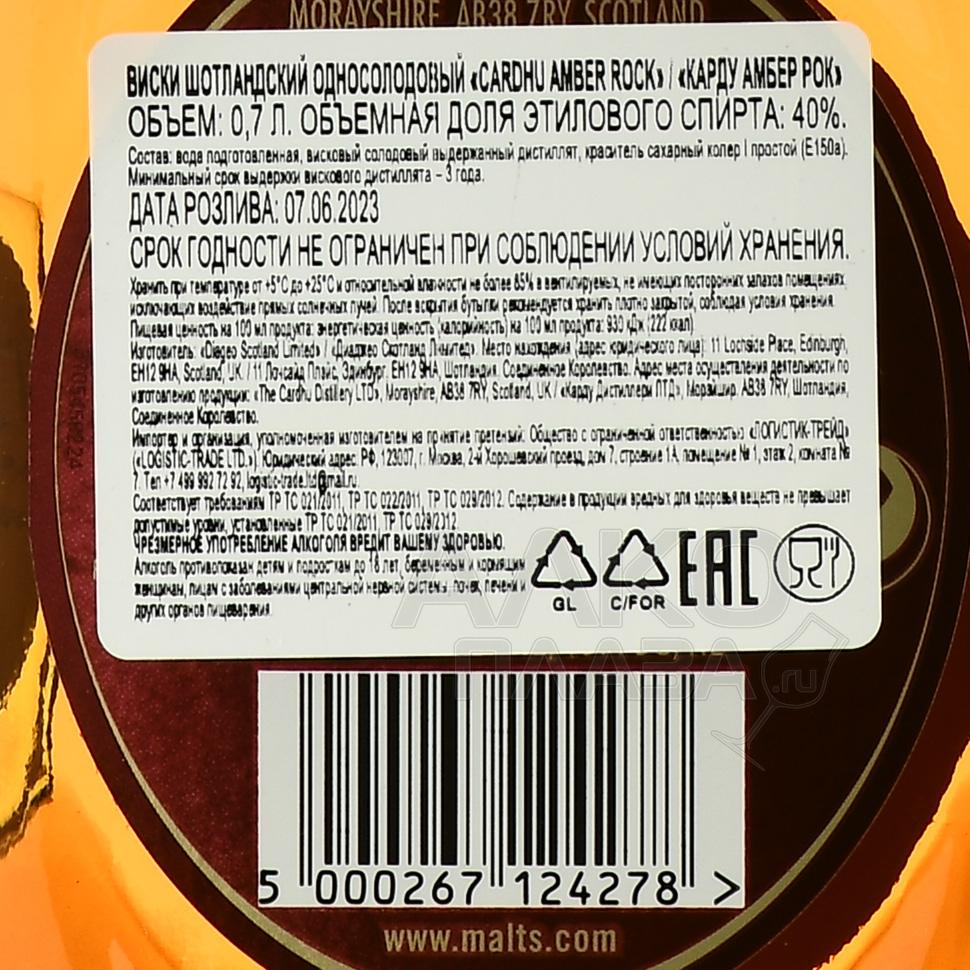 MORAYSHIRE, AB38 7RY, SCOTLAND
ВИСКИ ШОТЛАНДСКИЙ ОДНОСОЛОДОВЫЙ «CARDHU AMBER ROCK» / «КАРДУ АМБЕР РОК»
ОБЪЕМ: 0,7 Л. ОБЪЕМНАЯ ДОЛЯ ЭТИЛОВОГО СПИРТА: 40%.
Состав: вода подготовленная, висковый солодовый выдержанный дистиллят, краситель сахарный колер I простой (Е150а).
Минимальный срок выдержки вискового дистиллята – 3 года.
ДАТА РОЗЛИВА: 07.06.2023
СРОК ГОДНОСТИ НЕ ОГРАНИЧЕН ПРИ СОБЛЮДЕНИИ УСЛОВИЙ ХРАНЕНИЯ.
Хранить при температуре от +5°С до +25°С и относительной влажности не более 85% в вентилируемых, не имеющих посторонних запахов помещениях,
исключающих воздействие прямых солнечных лучей. После вскрытия бутылки рекомендуется хранить плотно закрытой, соблюдая условия хранения.
Пищевая ценность на 100 мл продукта: энергетическая ценность (калорийность) на 100 мл продукта: 930 кДж (222 ккал)
Изготовитель: «Diageo Scotland Limited» / «Диаджео Скотланд Лимитед». Место нахождения (адрес юридического лица): 11 Lochside Place, Edinburgh,
EH12 9HA, Scotland, UK. / 11 Лочсайд Плэйс, Эдинбург, EH12 9HA, Шотландия. Соединенное Королевство. Адрес места осуществления деятельности по
изготовлению продукции: «The Cardhu Distillery LTD», Morayshire, AB38 7RY, Scotland, UK / «Карду Дистиллери ЛТД», Морэйшир, AB38 7RY, Шотландия,
Соединенное Королевство.
Импортер и организация, уполномоченная изготовителем на принятие претензий: Общество с ограниченной ответственностью «ЛОГИСТИК-ТРЕЙД»
(«LOGISTIC-TRADE LTD.») Юридический адрес: РФ, 123007, г. Москва, 2-й Хорошевский проезд, дом 7, строение 1А, помещение № 1, этаж 2, комната №
7. Тел +7 499 992 72 92, logistic-trade.ltd@mail.ru.
Соответствует требованиям ТР ТС 021/2011, ТР ТС 022/2011, ТР ТС 029/2012. Содержание в продукции вредных для здоровья веществ не превышает
допустимые уровни, установленные ТР ТС 021/2011, ТР ТС 029/2012.
ЧРЕЗМЕРНОЕ УПОТРЕБЛЕНИЕ АЛКОГОЛЯ ВРЕДИТ ВАШЕМУ ЗДОРОВЬЮ.
Алкоголь противопоказан детям и подросткам до 18 лет, беременным и кормящим
женщинам, лицам с заболеваниями центральной нервной системы, почек, печени и
других органов пищеварения.
GL C/FOR EAC
АЛКО
ПЛАЗА.ru
5 000267 124278 >
www.malts.com